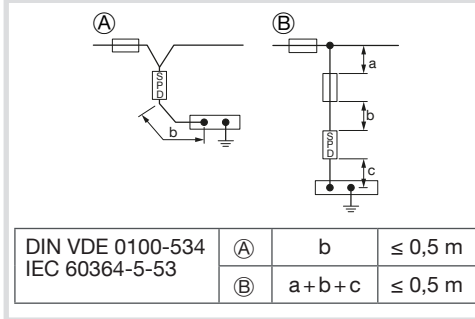 A B
a
SPD
b
b
SPD
c
DIN VDE 0100-534 A b ≤ 0,5 m
IEC 60364-5-53
B a+b+c ≤ 0,5 m